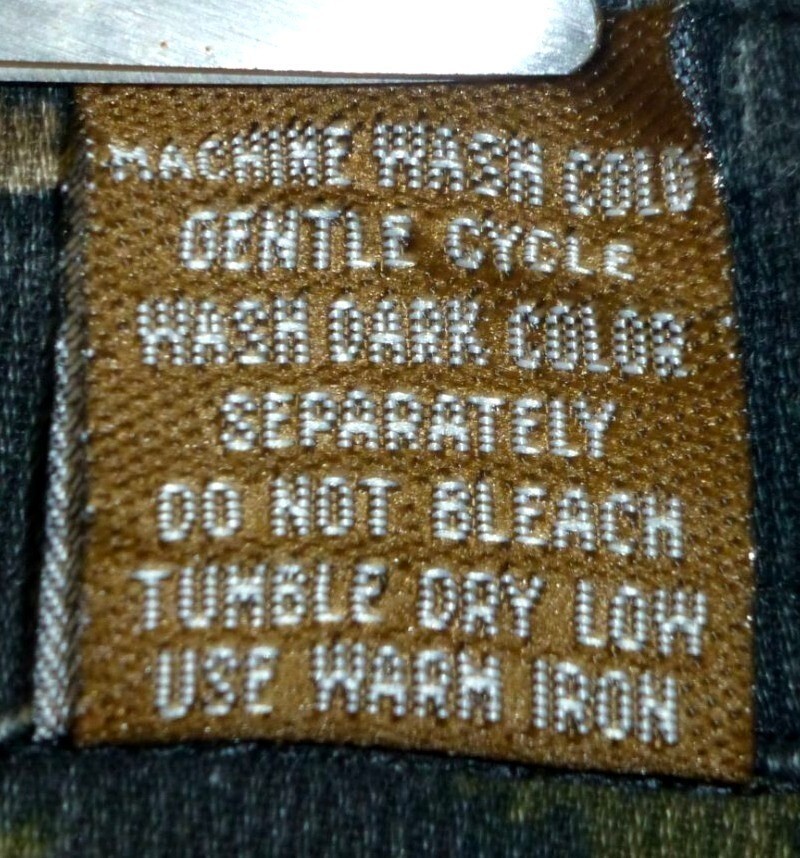 MACHINE WASH COLD
GENTLE CYCLE
WASH DARK COLOR
SEPARATELY
DO NOT BLEACH
TUMBLE DRY LOW
USE WARM IRON